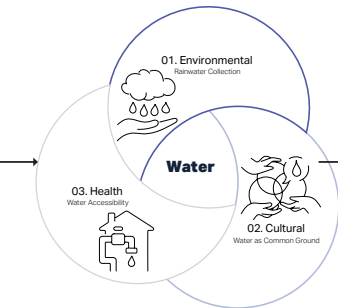 01. Environmental
Rainwater Collection
Water
03. Health
Water Accessibility
02. Cultural
Water as Common Ground